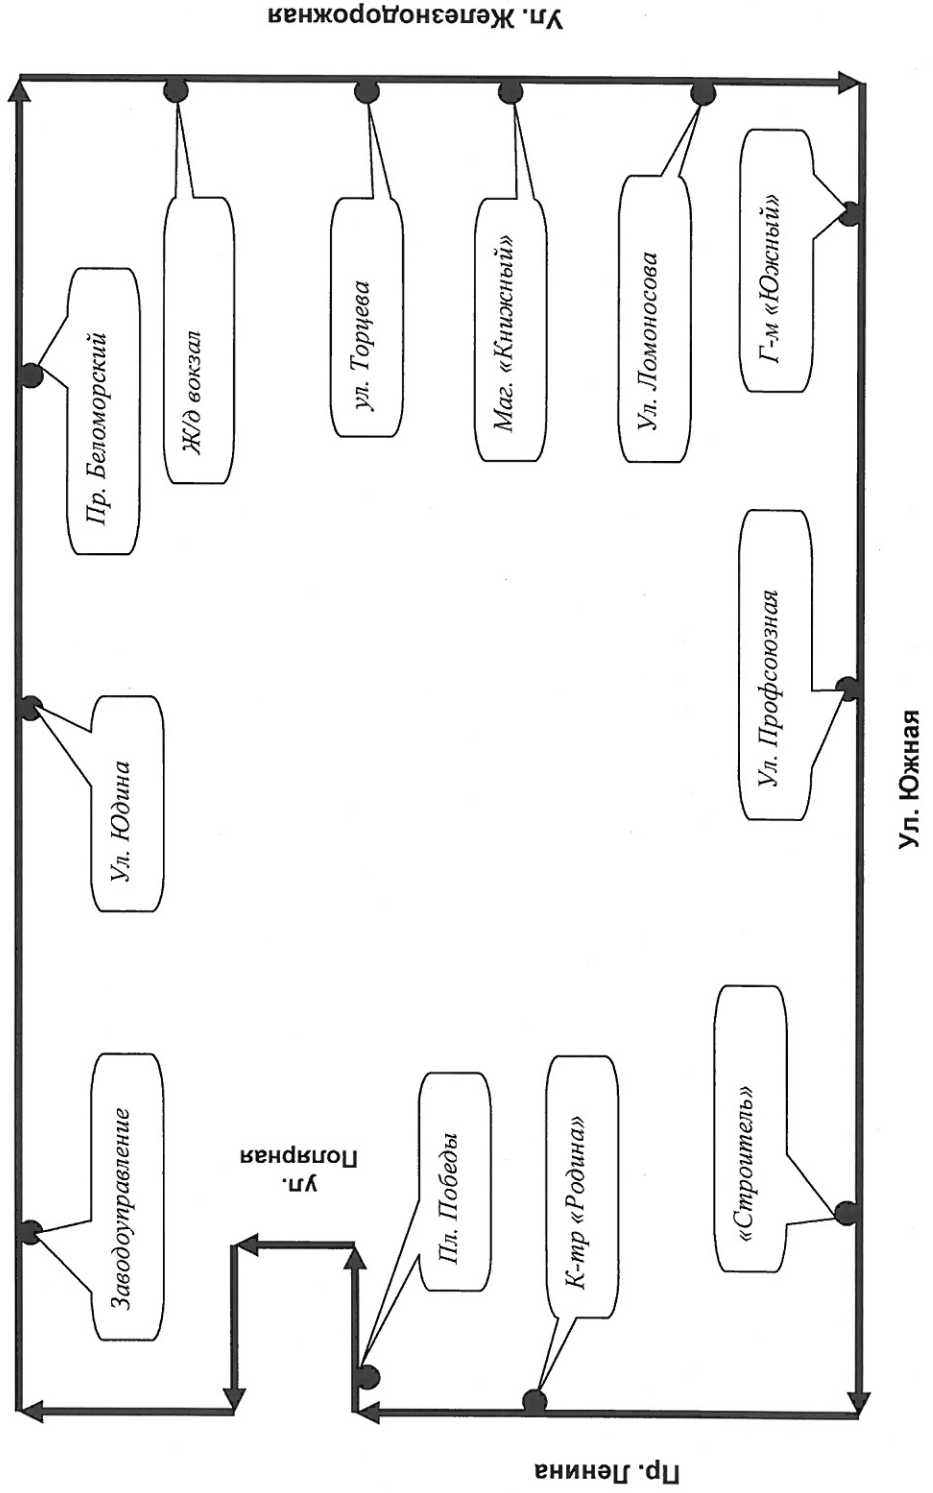 Ул. Железнодорожная
Пр. Беломорский
Ж/д вокзал
ул. Торцева
Маг. «Книжный»
Ул. Ломоносова
Г-м «Южный»
Ул. Юдина
Ул. Профсоюзная
Ул. Южная
Заводоуправление
ул.
Полярная
Пл. Победы
К-тр «Родина»
«Строитель»
Пр. Ленина